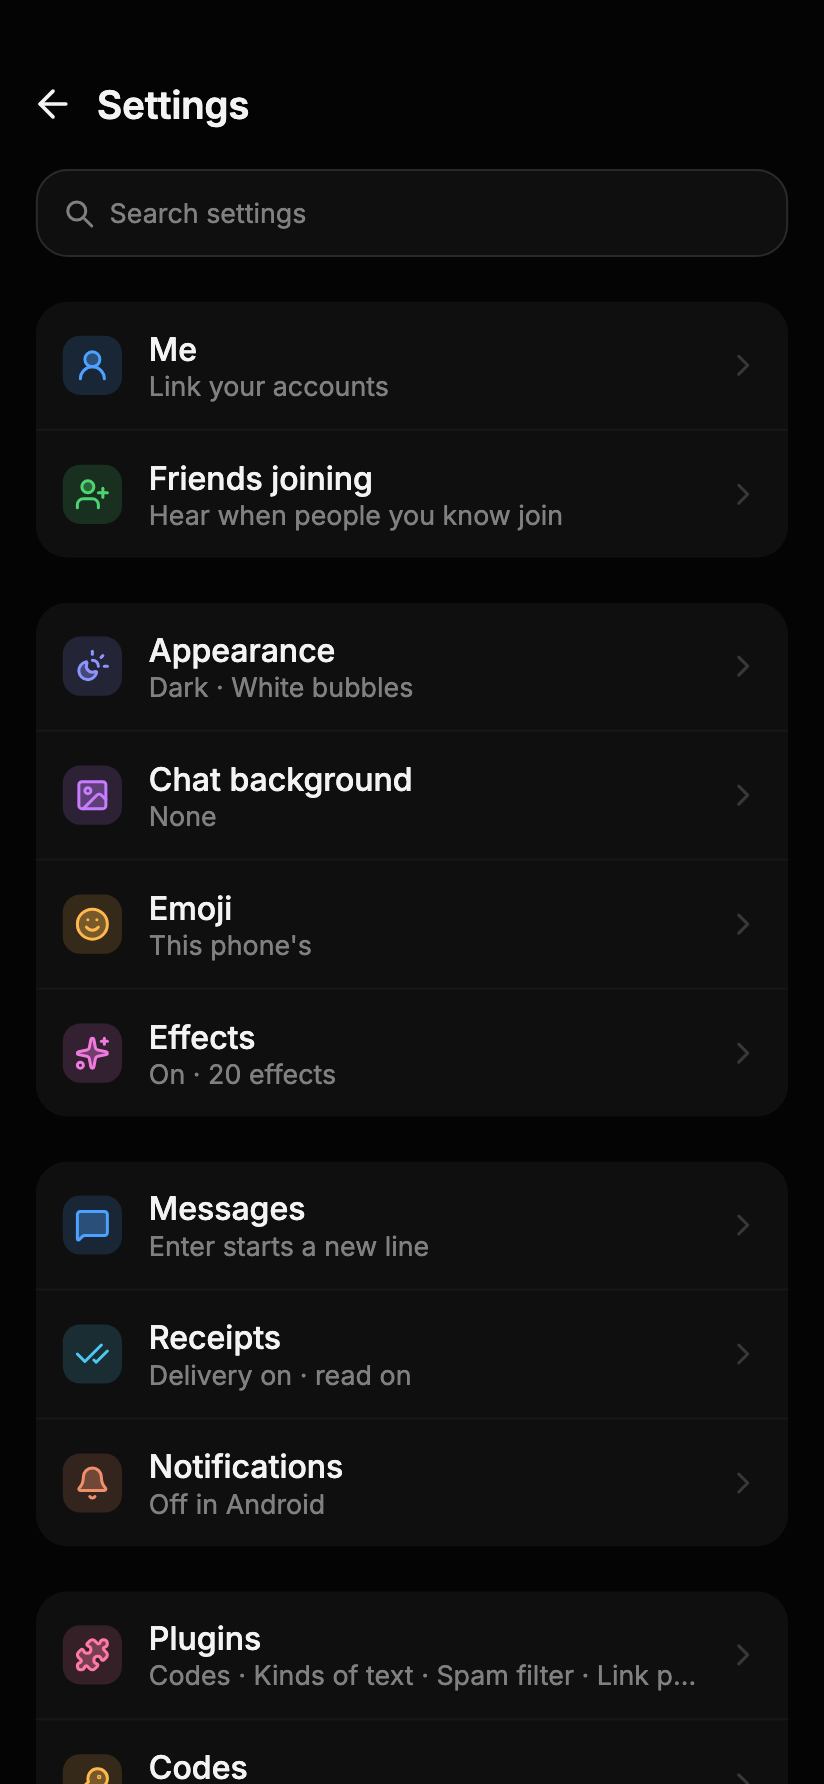 Settings
Search settings
Me
Link your accounts
Friends joining
Hear when people you know join
Appearance
Dark · White bubbles
Chat background
None
Emoji
This phone's
Effects
On · 20 effects
Messages
Enter starts a new line
Receipts
Delivery on · read on
Notifications
Off in Android
Plugins
Codes · Kinds of text · Spam filter · Link p...
Codes